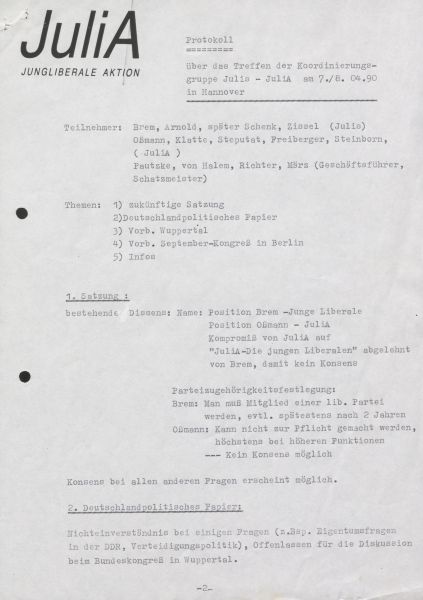 JuliA
JUNGLIBERALE AKTION
Protokoll
=========
über das Treffen der Koordinierungs-
gruppe Julis - JuliA am 7./8. 04.90
in Hannover
Teilnehmer: Brem, Arnold, später Schenk, Zissel (Julis)
Oßmann, Klatte, Steputat, Freiberger, Steinborn,
( JuliA )
Pautzke, von Halem, Richter, März (Geschäftsführer,
Schatzmeister)
Themen: 1) zukünftige Satzung
2)Deutschlandpolitisches Papier
3) Vorb. Wuppertal
4) Vorb. September-Kongreß in Berlin
5) Infos
1. Satzung :
bestehende Dissens: Name: Position Brem -Junge Liberale
Position Oßmann - JuliA
Kompromiß von JuliA auf
"JuliA-Die jungen Liberalen" abgelehnt
von Brem, damit kein Konsens
Parteizugehörigkeitsfestlegung:
Brem: Man muß Mitglied einer lib. Partei
werden, evtl. spätestens nach 2 Jahren
Oßmann: Kann nicht zur Pflicht gemacht werden,
höchstens bei höheren Funktionen
--- Kein Konsens möglich
Konsens bei allen anderen Fragen erscheint möglich.
2. Deutschlandpolitisches Papier:
Nichteinverständnis bei einigen Fragen (z.Bsp. Eigentumsfragen
in der DDR, Verteidigungspolitik), Offenlassen für die Diskussion
beim Bundeskongreß in Wuppertal.
-2-